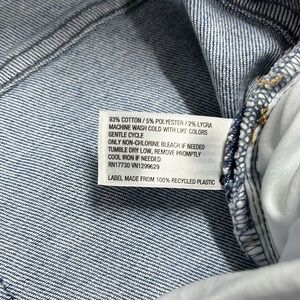 93% COTTON / 5% POLYESTER / 2% LYCRA
MACHINE WASH COLD WITH LIKE COLORS
GENTLE CYCLE
ONLY NON-CHLORINE BLEACH IF NEEDED
TUMBLE DRY LOW, REMOVE PROMPTLY
COOL IRON IF NEEDED
RN17730 VN1299629
LABEL MADE FROM 100% RECYCLED PLASTIC